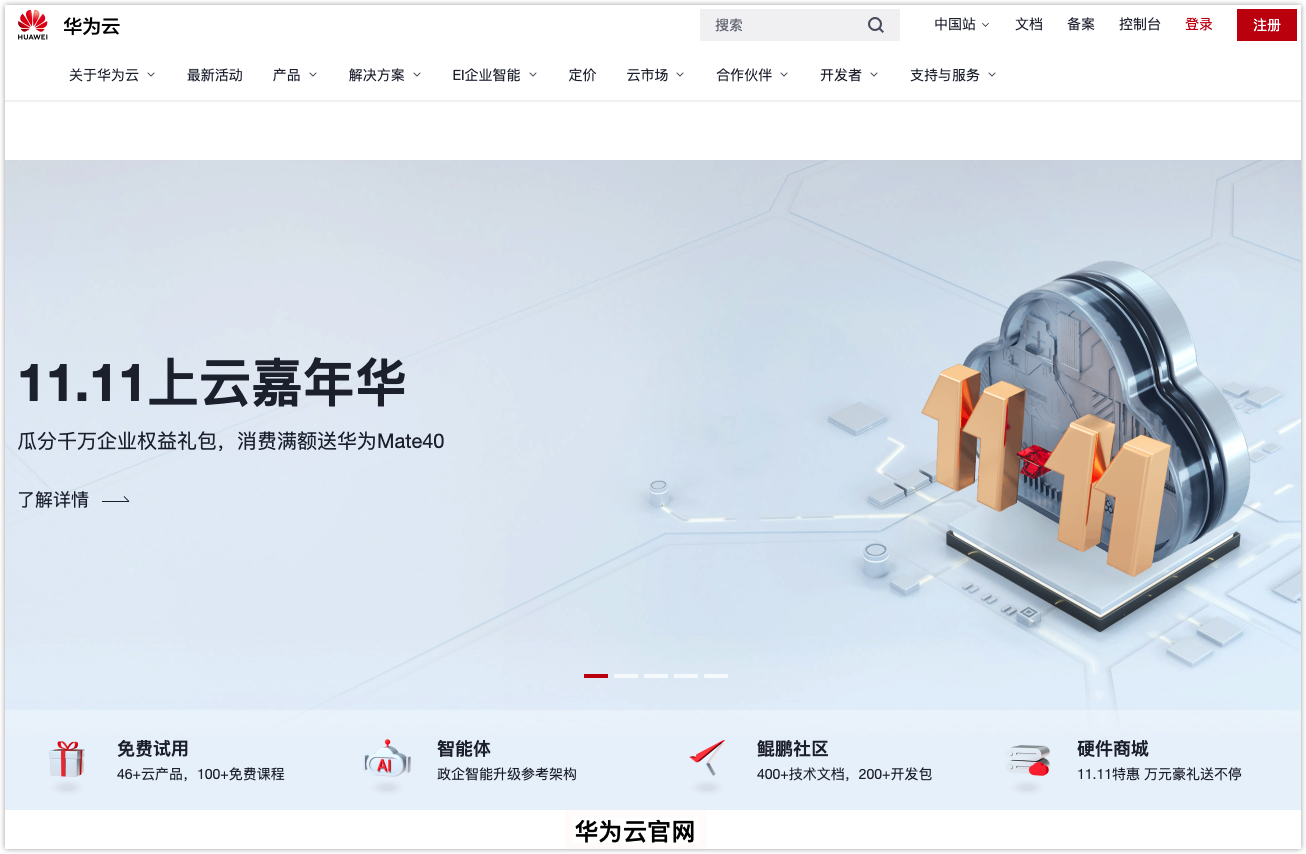 HUAWEI
华为云
搜索
中国站 文档 备案 控制台 登录 注册
关于华为云 最新活动 产品 解决方案 EI企业智能 定价 云市场 合作伙伴 开发者 支持与服务
11.11上云嘉年华
瓜分千万企业权益礼包，消费满额送华为Mate40
了解详情
11 11
免费试用
46+云产品，100+免费课程
AI
智能体
政企智能升级参考架构
鲲鹏社区
400+技术文档，200+开发包
硬件商城
11.11特惠 万元豪礼送不停
华为云官网